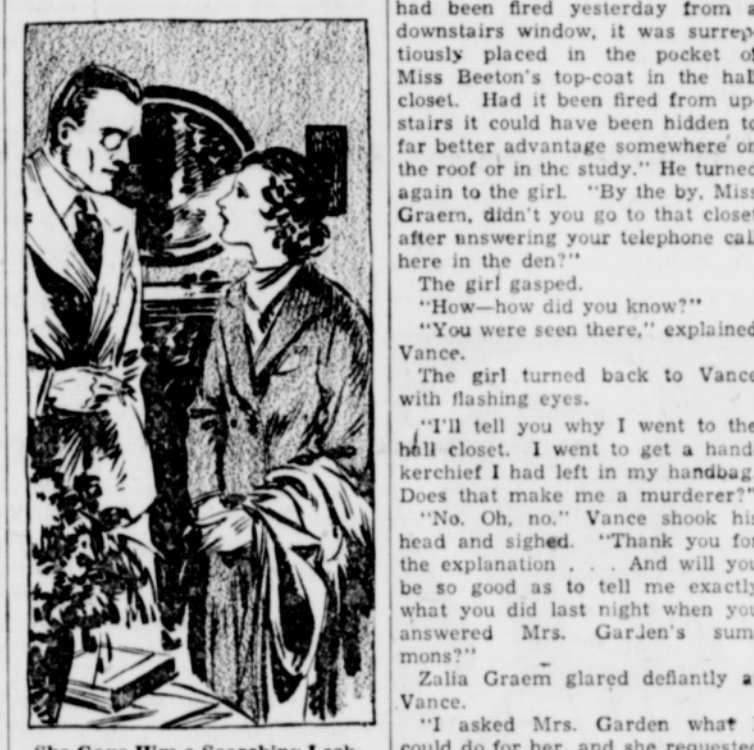 had been fired yesterday from a
downstairs window, it was surrep-
tiously placed in the pocket of
Miss Beeton's top-coat in the hall
closet. Had it been fired from up-
stairs it could have been hidden to
far better advantage somewhere on
the roof or in the study." He turned
again to the girl. "By the by, Miss
Graem, didn't you go to that closet
after answering your telephone call
here in the den?"
The girl gasped.
"How—how did you know?"
"You were seen there," explained
Vance.
The girl turned back to Vance
with flashing eyes.
"I'll tell you why I went to the
hall closet. I went to get a hand-
kerchief I had left in my handbag.
Does that make me a murderer?"
"No. Oh, no." Vance shook his
head and sighed. "Thank you for
the explanation . . . And will you
be so good as to tell me exactly
what you did last night when you
answered Mrs. Garden's sum-
mons?"
Zalia Graem glared defiantly a
Vance.
"I asked Mrs. Garden what
could do for her, and she requeste
She Gave Him a Searching Look